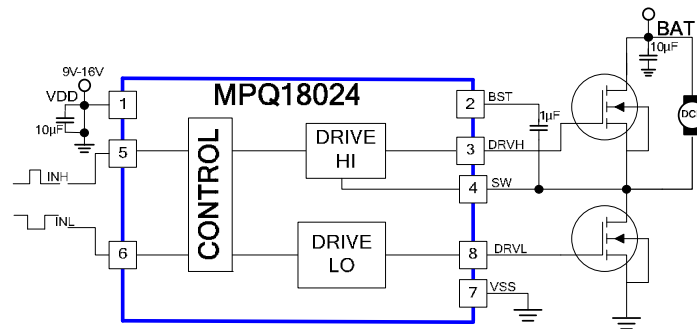 BAT
10µF
9V-16V
VDD
10µF
MPQ18024
1
2
BST
1µF
DC
5
INH
CONTROL
DRIVE
HI
3
DRVH
4
SW
INL
6
DRIVE
LO
8
DRVL
7
VSS